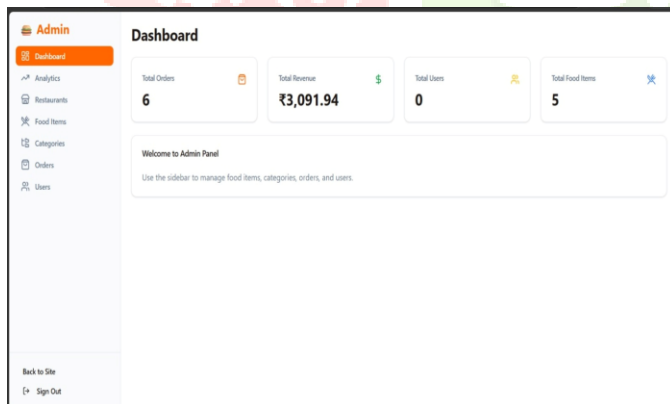 Admin
Dashboard
Analytics
Restaurants
Food Items
Categories
Orders
Users
Back to Site
Sign Out
Dashboard
Total Orders
6
Total Revenue
$
₹3,091.94
Total Users
0
Total Food Items
5
Welcome to Admin Panel
Use the sidebar to manage food items, categories, orders, and users.